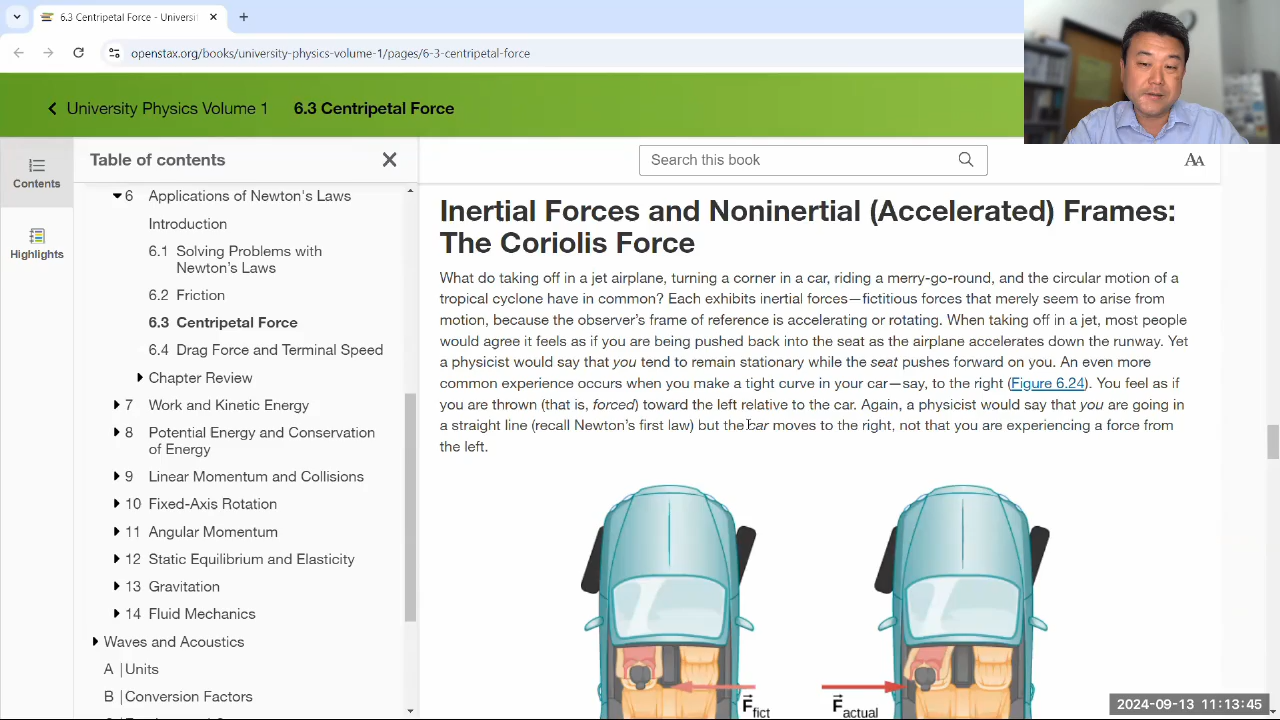 6.3 Centripetal Force - Universi
openstax.org/books/university-physics-volume-1/pages/6-3-centripetal-force
University Physics Volume 1 6.3 Centripetal Force
Contents
Highlights
Table of contents
6 Applications of Newton's Laws
Introduction
6.1 Solving Problems with
Newton's Laws
6.2 Friction
6.3 Centripetal Force
6.4 Drag Force and Terminal Speed
Chapter Review
7 Work and Kinetic Energy
8 Potential Energy and Conservation
of Energy
9 Linear Momentum and Collisions
10 Fixed-Axis Rotation
11 Angular Momentum
12 Static Equilibrium and Elasticity
13 Gravitation
14 Fluid Mechanics
Waves and Acoustics
A | Units
B | Conversion Factors
Search this book
AA
Inertial Forces and Noninertial (Accelerated) Frames:
The Coriolis Force
What do taking off in a jet airplane, turning a corner in a car, riding a merry-go-round, and the circular motion of a
tropical cyclone have in common? Each exhibits inertial forces—fictitious forces that merely seem to arise from
motion, because the observer's frame of reference is accelerating or rotating. When taking off in a jet, most people
would agree it feels as if you are being pushed back into the seat as the airplane accelerates down the runway. Yet
a physicist would say that you tend to remain stationary while the seat pushes forward on you. An even more
common experience occurs when you make a tight curve in your car—say, to the right (Figure 6.24). You feel as if
you are thrown (that is, forced) toward the left relative to the car. Again, a physicist would say that you are going in
a straight line (recall Newton's first law) but the car moves to the right, not that you are experiencing a force from
the left.
F fict
F actual
2024-09-13 11:13:45